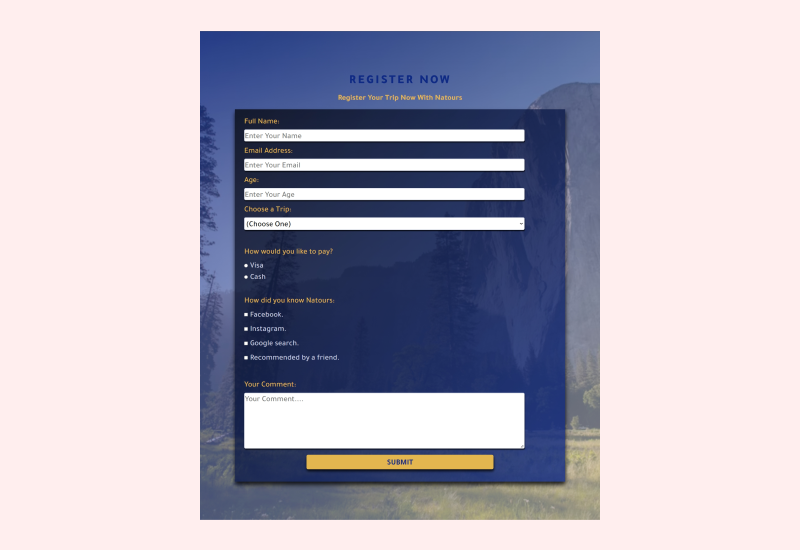 REGISTER NOW
Register Your Trip Now With Natours
Full Name:
Enter Your Name
Email Address:
Enter Your Email
Age:
Enter Your Age
Choose a Trip:
(Choose One)
How would you like to pay?
Visa
Cash
How did you know Natours:
Facebook.
Instagram.
Google search.
Recommended by a friend.
Your Comment:
Your Comment....
SUBMIT